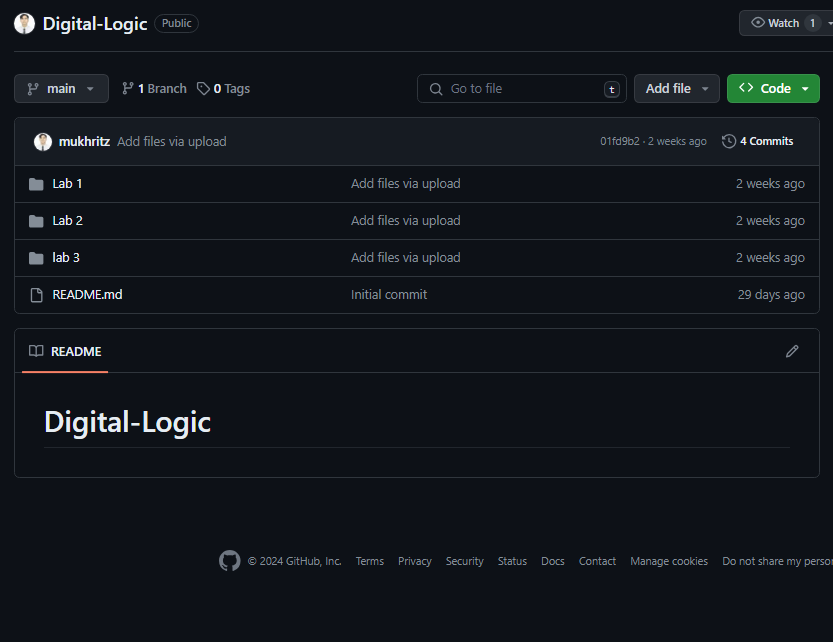 Digital-Logic Public Watch 1
main 1 Branch 0 Tags Go to file t Add file Code
mukhritz Add files via upload 01fd9b2 · 2 weeks ago 4 Commits
Lab 1 Add files via upload 2 weeks ago
Lab 2 Add files via upload 2 weeks ago
lab 3 Add files via upload 2 weeks ago
README.md Initial commit 29 days ago
README
Digital-Logic
© 2024 GitHub, Inc. Terms Privacy Security Status Docs Contact Manage cookies Do not share my person